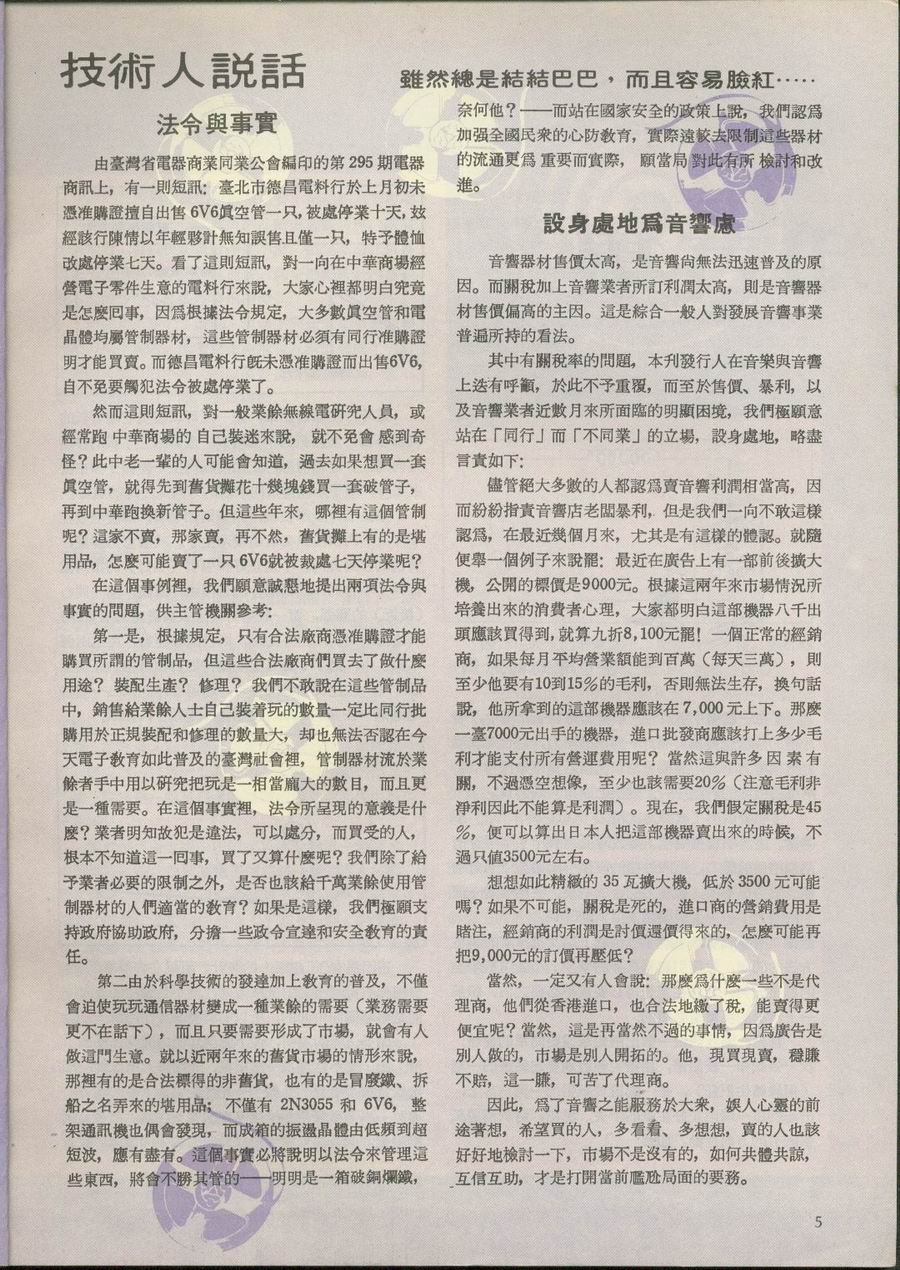 技術人説話
雖然總是結結巴巴，而且容易臉紅‥‥‥
法令與事實
由臺灣省電器商業同業公會編印的第 295 期電器
商訊上，有一則短訊：臺北市德昌電料行於上月初未
憑准購證擅自出售 6V6眞空管一只，被處停業十天，玆
經該行陳情以年輕夥計無知誤售且僅一只，特予體恤
改處停業七天。看了這則短訊，對一向在中華商場經
營電子零件生意的電料行來說，大家心裡都明白究竟
是怎麼囘事，因爲根據法令規定，大多數眞空管和電
晶體均屬管制器材，這些管制器材必須有同行准購證
明才能買賣。而德昌電料行旣未憑准購證而出售6V6，
自不免要觸犯法令被處停業了。
然而這則短訊，對一般業餘無線電研究人員，或
經常跑中華商場的自己裝迷來說，就不免會感到奇
怪？此中老一輩的人可能會知道，過去如果想買一套
眞空管，就得先到舊貨攤花十幾塊錢買一套破管子，
再到中華跑換新管子。但這些年來，哪裡有這個管制
呢？這家不賣，那家賣，再不然，舊貨攤上有的是堪
用品，怎麼可能賣了一只 6V6就被裁處七天停業呢？
在這個事例裡，我們願意誠懇地提出兩項法令與
事實的問題，供主管機關參考：
第一是，根據規定，只有合法廠商憑准購證才能
購買所謂的管制品，但這些合法廠商們買去了做什麼
用途？裝配生產？修理？我們不敢說在這些管制品
中，銷售給業餘人士自己裝着玩的數量一定比同行批
購用於正規裝配和修理的數量大，却也無法否認在今
天電子敎育如此普及的臺灣社會裡，管制器材流於業
餘者手中用以研究把玩是一相當龐大的數目，而且更
是一種需要。在這個事實裡，法令所呈現的意義是什
麼？業者明知故犯是違法，可以處分，而買受的人，
根本不知道這一囘事，買了又算什麼呢？我們除了給
予業者必要的限制之外，是否也該給千萬業餘使用管
制器材的人們適當的敎育？如果是這樣，我們極願支
持政府協助政府，分擔一些政令宣達和安全敎育的責
任。
第二由於科學技術的發達加上敎育的普及，不僅
會迫使玩玩通信器材變成一種業餘的需要（業務需要
更不在話下），而且只要需要形成了市場，就會有人
做這門生意。就以近兩年來的舊貨市場的情形來說，
那裡有的是合法標得的非舊貨，也有的是冒廢鐵、拆
船之名弄來的堪用品；不僅有 2N3055 和 6V6，整
架通訊機也偶會發現，而成箱的振盪晶體由低頻到超
短波，應有盡有。這個事實必將說明以法令來管理這
些東西，將會不勝其管的——明明是一箱破銅爛鐵，
奈何他？——而站在國家安全的政策上說，我們認爲
加强全國民衆的心防敎育，實際遠較去限制這些器材
的流通更爲重要而實際，願當局對此有所檢討和改
進。
設身處地爲音響慮
音響器材售價太高，是音響尚無法迅速普及的原
因。而關稅加上音響業者所訂利潤太高，則是音響器
材售價偏高的主因。這是綜合一般人對發展音響事業
普遍所持的看法。
其中有關稅率的問題，本刊發行人在音樂與音響
上迭有呼籲，於此不予重覆，而至於售價、暴利，以
及音響業者近數月來所面臨的明顯困境，我們極願意
站在「同行」而「不同業」的立場，設身處地，略盡
言責如下：
儘管絕大多數的人都認爲賣音響利潤相當高，因
而紛紛指責音響店老闆暴利，但是我們一向不敢這樣
認爲，在最近幾個月來，尤其是有這樣的體認。就隨
便舉一個例子來說罷：最近在廣告上有一部前後擴大
機，公開的標價是9000元。根據這兩年來市場情況所
培養出來的消費者心理，大家都明白這部機器八千出
頭應該買得到，就算九折8,100元罷！一個正常的經銷
商，如果每月平均營業額能到百萬（每天三萬），則
至少他要有10到15％的毛利，否則無法生存，換句話
說，他所拿到的這部機器應該在 7,000 元上下。那麼
一臺7000元出手的機器，進口批發商應該打上多少毛
利才能支付所有營運費用呢？當然這與許多因素有
關，不過憑空想像，至少也該需要20％（注意毛利非
淨利因此不能算是利潤）。現在，我們假定關稅是45
％，便可以算出日本人把這部機器賣出來的時候，不
過只值3500元左右。
想想如此精緻的 35 瓦擴大機，低於 3500 元可能
嗎？如果不可能，關稅是死的，進口商的營銷費用是
賭注，經銷商的利潤是討價還價得來的，怎麼可能再
把9,000元的訂價再壓低？
當然，一定又有人會說：那麼爲什麼一些不是代
理商，他們從香港進口，也合法地繳了稅，能賣得更
便宜呢？當然，這是再當然不過的事情，因爲廣告是
別人做的，市場是別人開拓的。他，現買現賣，穩賺
不賠，這一賺，可苦了代理商。
因此，爲了音響之能服務於大衆，娛人心靈的前
途著想，希望買的人，多看看、多想想，賣的人也該
好好地檢討一下，市場不是沒有的，如何共體共諒，
互信互助，才是打開當前尷尬局面的要務。
5